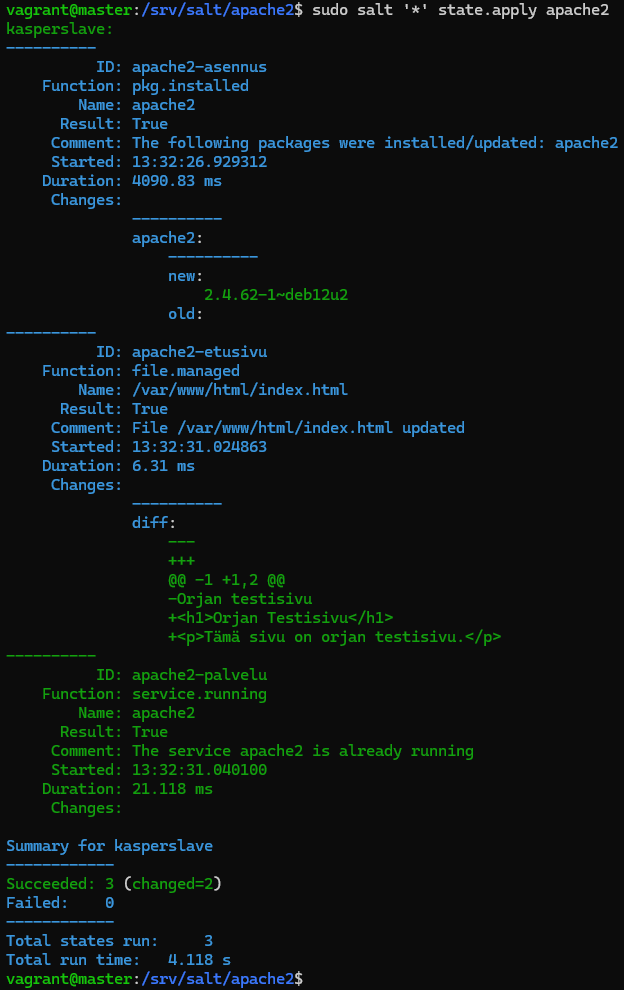 vagrant@master:/srv/salt/apache2$ sudo salt '*' state.apply apache2
kasperslave:
----------
          ID: apache2-asennus
    Function: pkg.installed
        Name: apache2
      Result: True
     Comment: The following packages were installed/updated: apache2
     Started: 13:32:26.929312
    Duration: 4090.83 ms
     Changes:
              ----------
              apache2:
                  ----------
                  new:
                      2.4.62-1~deb12u2
                  old:
----------
          ID: apache2-etusivu
    Function: file.managed
        Name: /var/www/html/index.html
      Result: True
     Comment: File /var/www/html/index.html updated
     Started: 13:32:31.024863
    Duration: 6.31 ms
     Changes:
              ----------
              diff:
                  ---
                  +++
                  @@ -1 +1,2 @@
                  -Orjan testisivu
                  +<h1>Orjan Testisivu</h1>
                  +<p>Tämä sivu on orjan testisivu.</p>
----------
          ID: apache2-palvelu
    Function: service.running
        Name: apache2
      Result: True
     Comment: The service apache2 is already running
     Started: 13:32:31.040100
    Duration: 21.118 ms
     Changes:

Summary for kasperslave
------------
Succeeded: 3 (changed=2)
Failed:    0
------------
Total states run:     3
Total run time:   4.118 s
vagrant@master:/srv/salt/apache2$